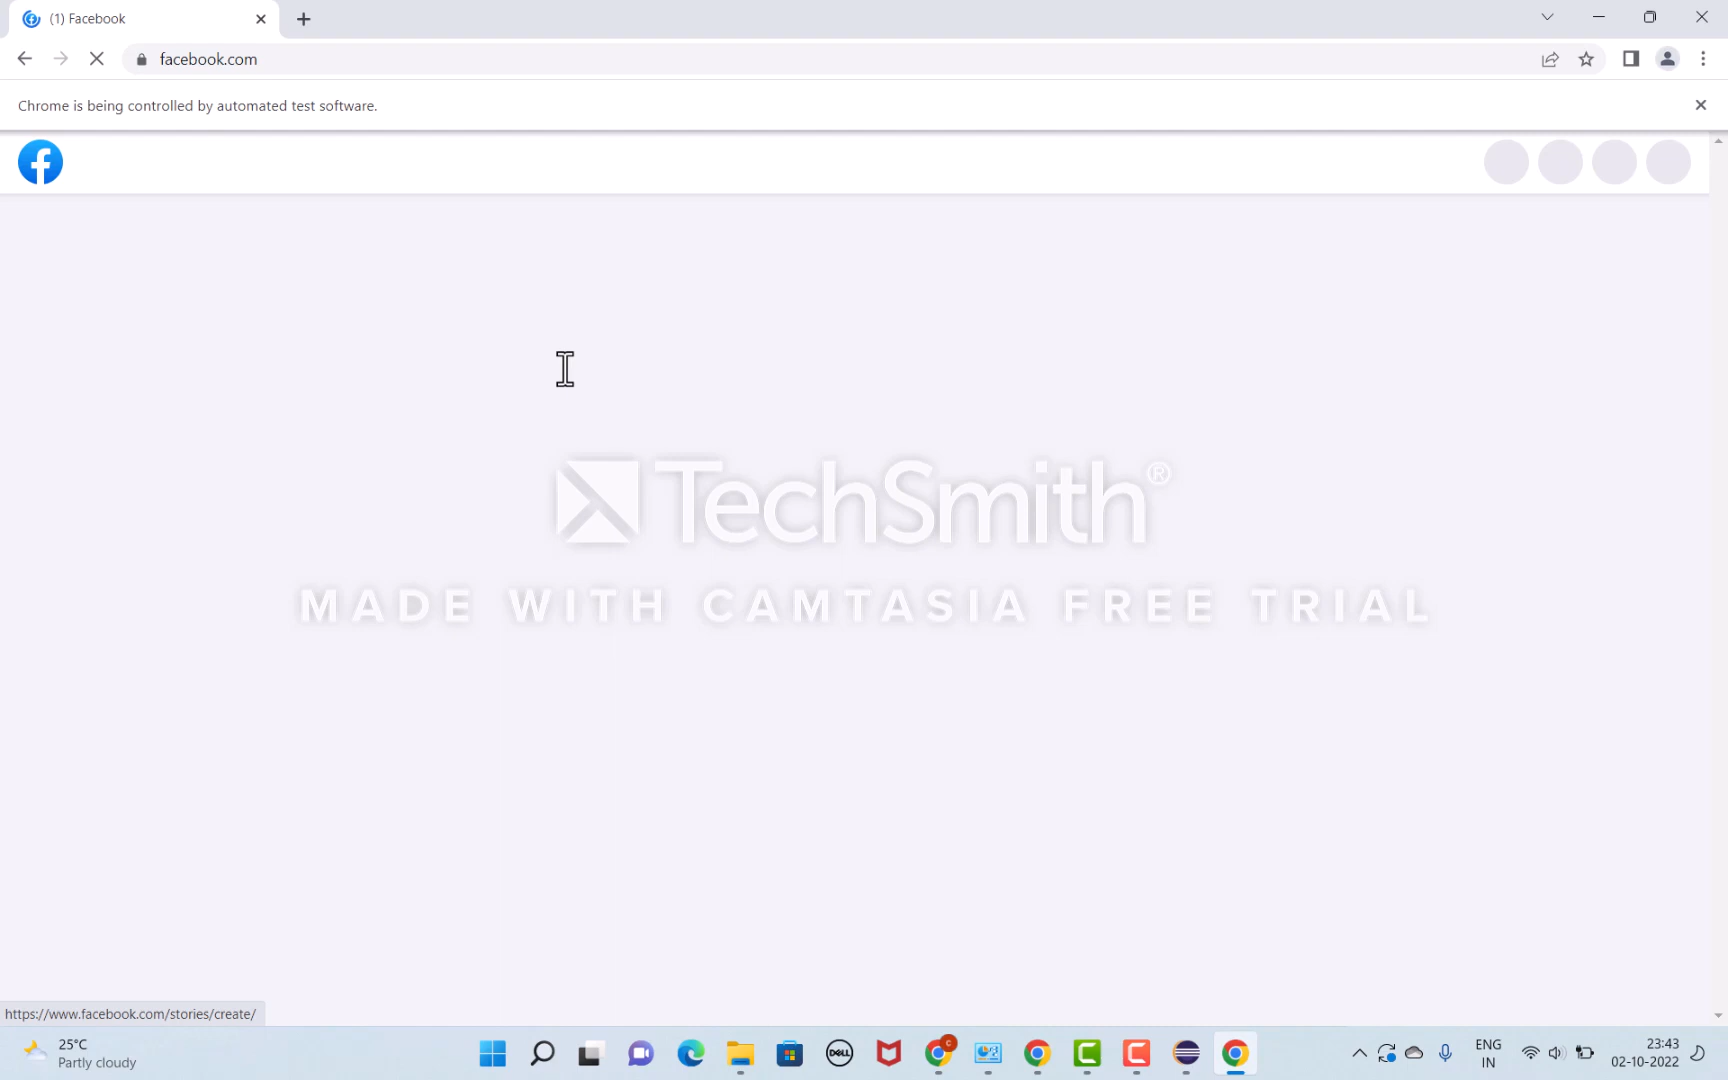 (1) Facebook
facebook.com
Chrome is being controlled by automated test software.
TechSmith®
MADE WITH CAMTASIA FREE TRIAL
https://www.facebook.com/stories/create/
25°C
Partly cloudy
DELL
C
ENG
IN
23:43
02-10-2022